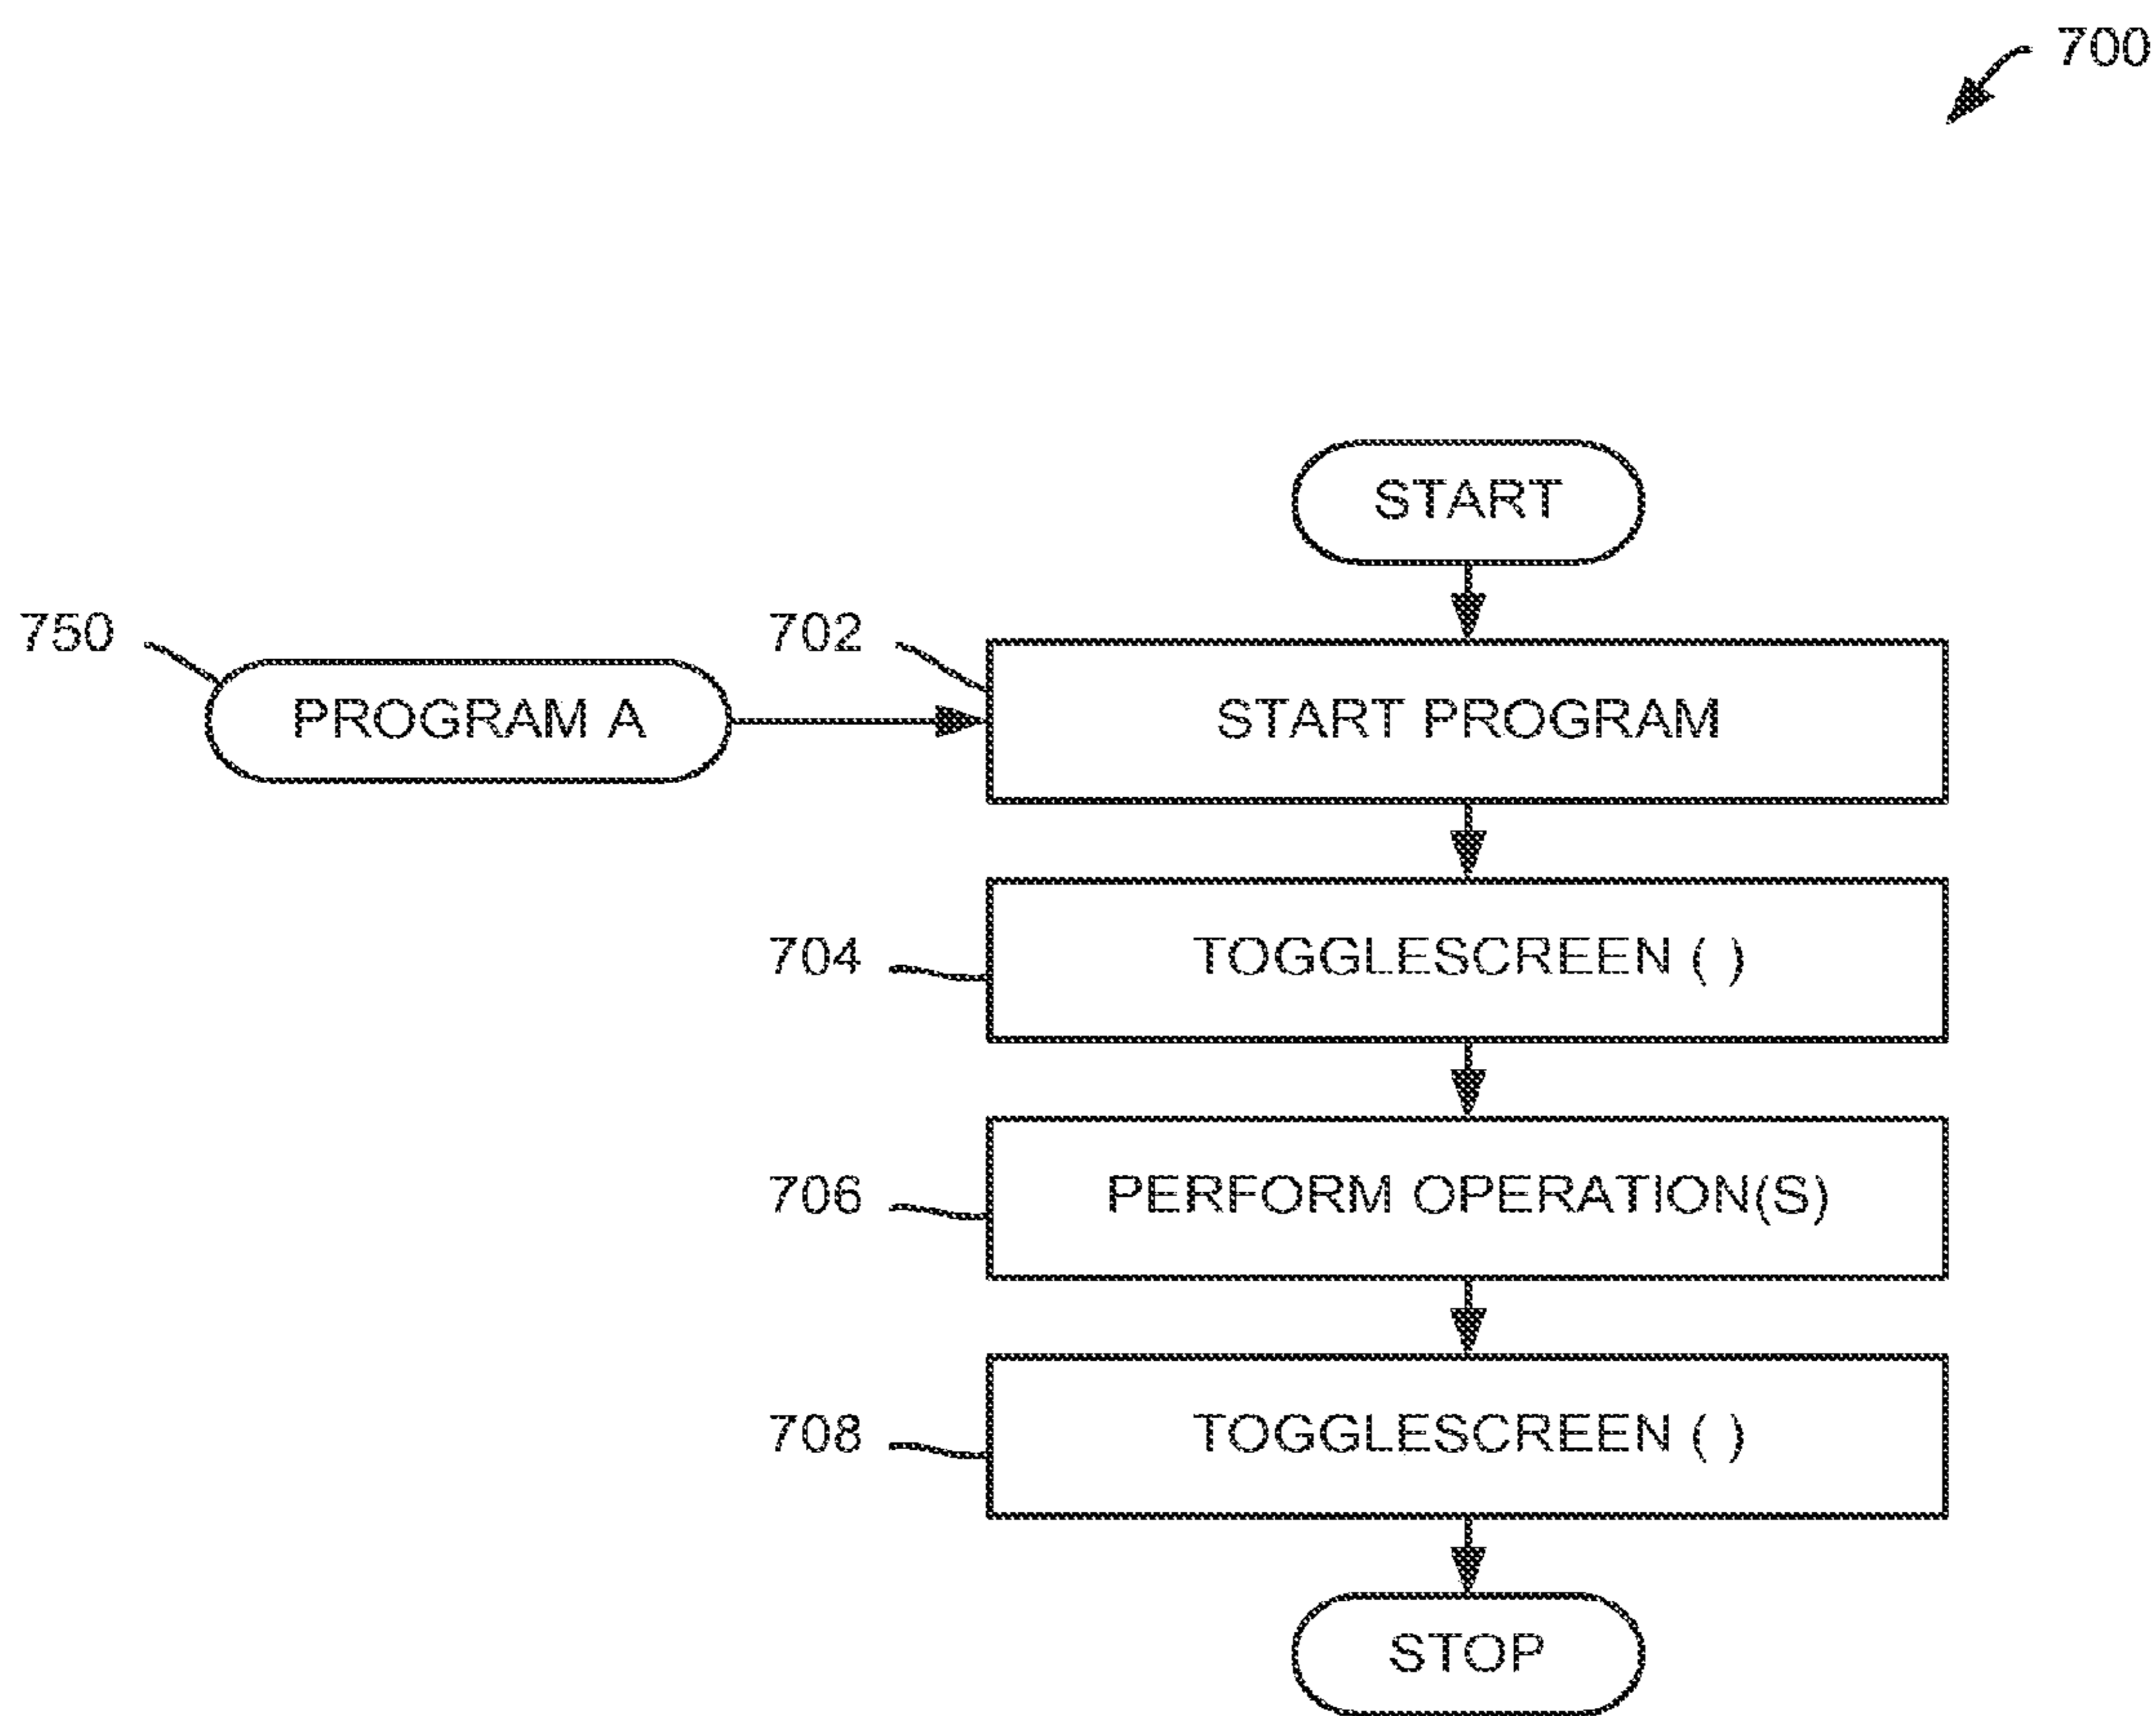 700
START
750
702
PROGRAM A
START PROGRAM
704
TOGGLESCREEN ( )
706
PERFORM OPERATION(S)
708
TOGGLESCREEN ( )
STOP